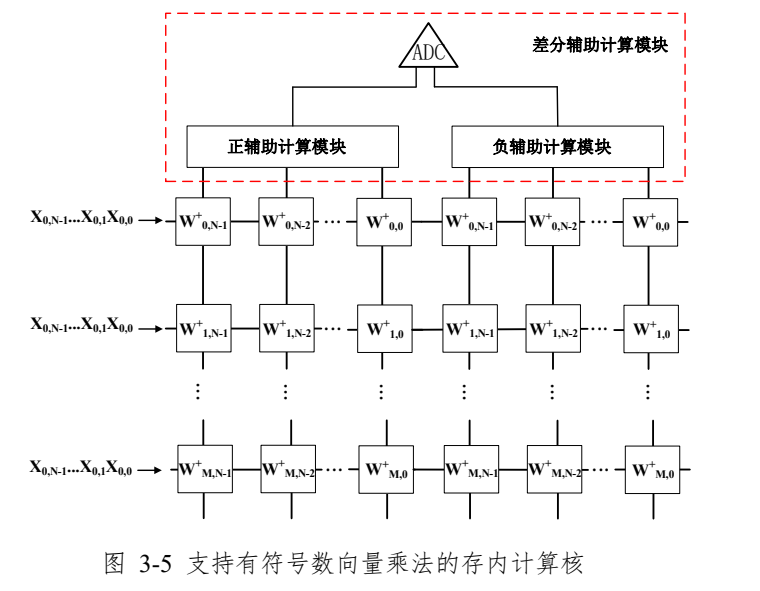 ADC
差分辅助计算模块
正辅助计算模块 负辅助计算模块
X0,N-1...X0,1X0,0 W+0,N-1 W+0,N-2 ... W+0,0 W+0,N-1 W+0,N-2 ... W+0,0
X0,N-1...X0,1X0,0 W+1,N-1 W+1,N-2 ... W+1,0 W+1,N-1 W+1,N-2 ... W+1,0
X0,N-1...X0,1X0,0 W+M,N-1 W+M,N-2 ... W+M,0 W+M,N-1 W+M,N-2 ... W+M,0
图 3-5 支持有符号数向量乘法的存内计算核